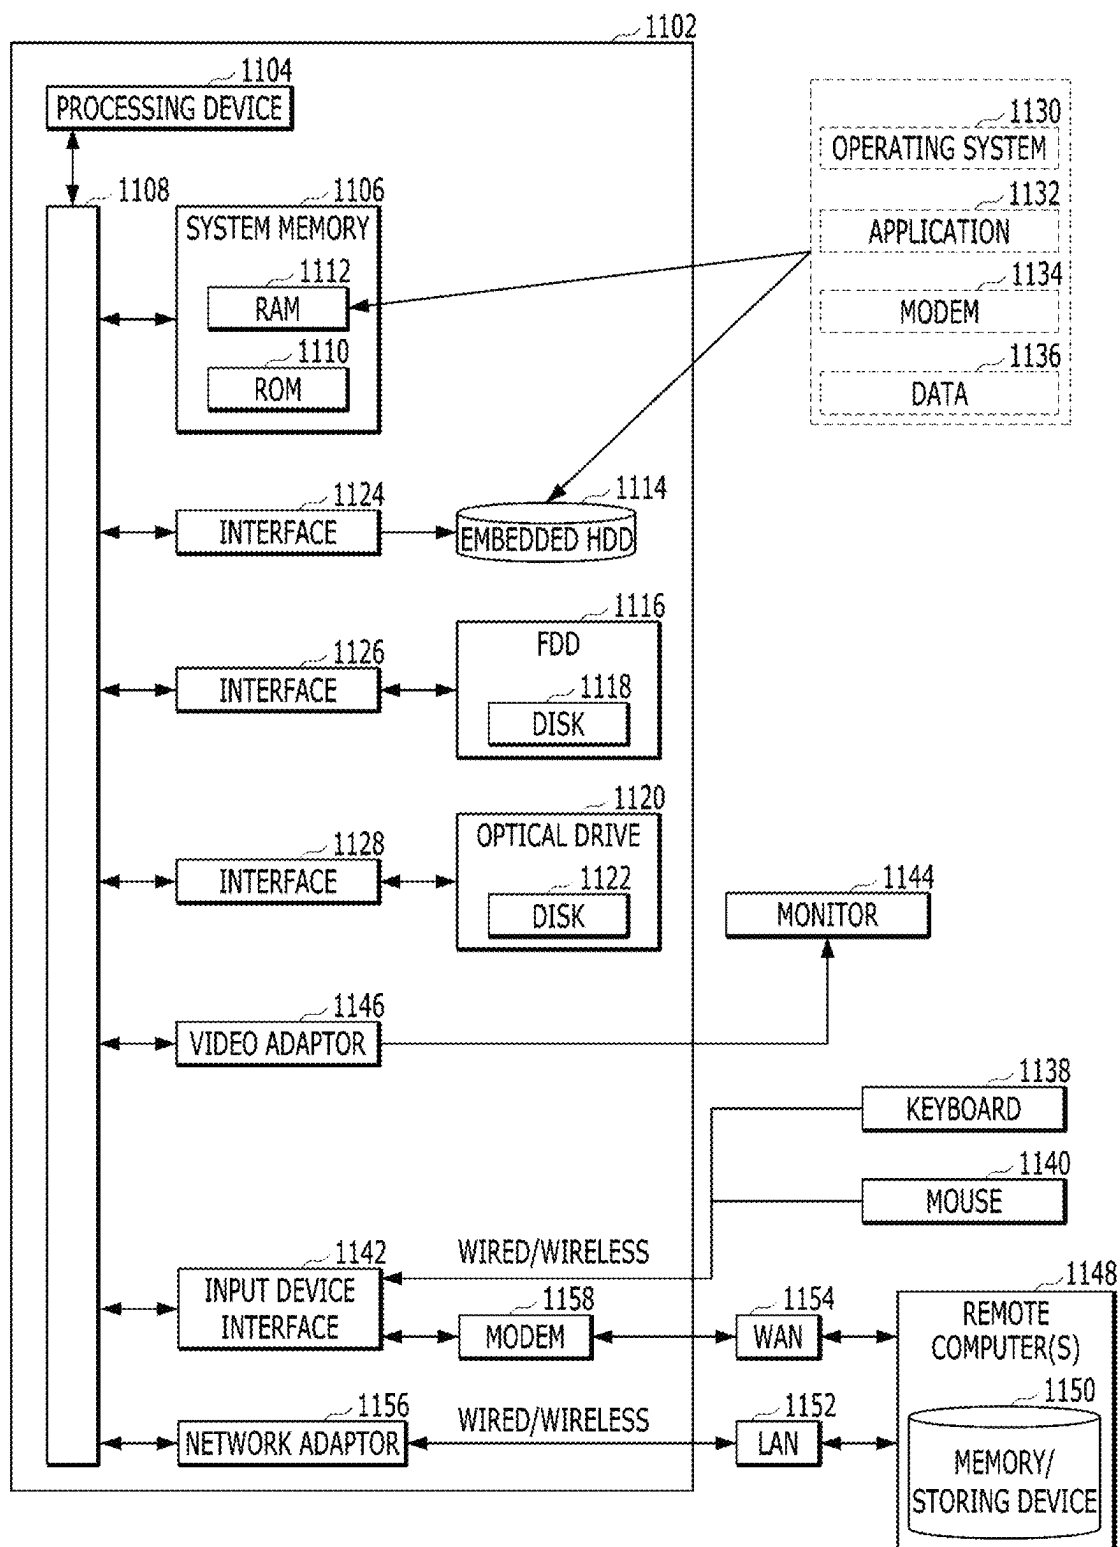 1102
1104
PROCESSING DEVICE
1108
1106
SYSTEM MEMORY
1112
RAM
1110
ROM
1130
OPERATING SYSTEM
1132
APPLICATION
1134
MODEM
1136
DATA
1124
INTERFACE
1114
EMBEDDED HDD
1116
FDD
1126
INTERFACE
1118
DISK
1120
OPTICAL DRIVE
1128
INTERFACE
1122
DISK
1144
MONITOR
1146
VIDEO ADAPTOR
1138
KEYBOARD
1140
MOUSE
WIRED/WIRELESS
1142
INPUT DEVICE
INTERFACE
1158
MODEM
1154
WAN
1148
REMOTE
COMPUTER(S)
1156
NETWORK ADAPTOR
WIRED/WIRELESS
1152
LAN
1150
MEMORY/
STORING DEVICE